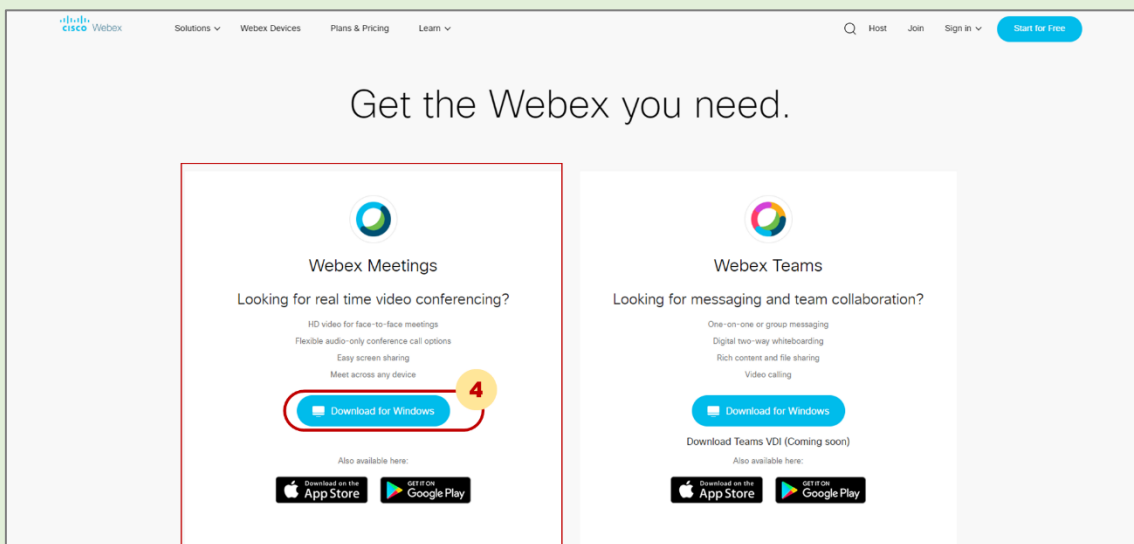 CISCO Webex
Solutions Webex Devices Plans & Pricing Learn Host Join Sign in Start for Free
Get the Webex you need.
Webex Meetings
Looking for real time video conferencing?
HD video for face-to-face meetings
Flexible audio-only conference call options
Easy screen sharing
Meet across any device
4
Download for Windows
Also available here:
Download on the
App Store
GET IT ON
Google Play
Webex Teams
Looking for messaging and team collaboration?
One-on-one or group messaging
Digital two-way whiteboarding
Rich content and file sharing
Video calling
Download for Windows
Download Teams VDI (Coming soon)
Also available here:
Download on the
App Store
GET IT ON
Google Play